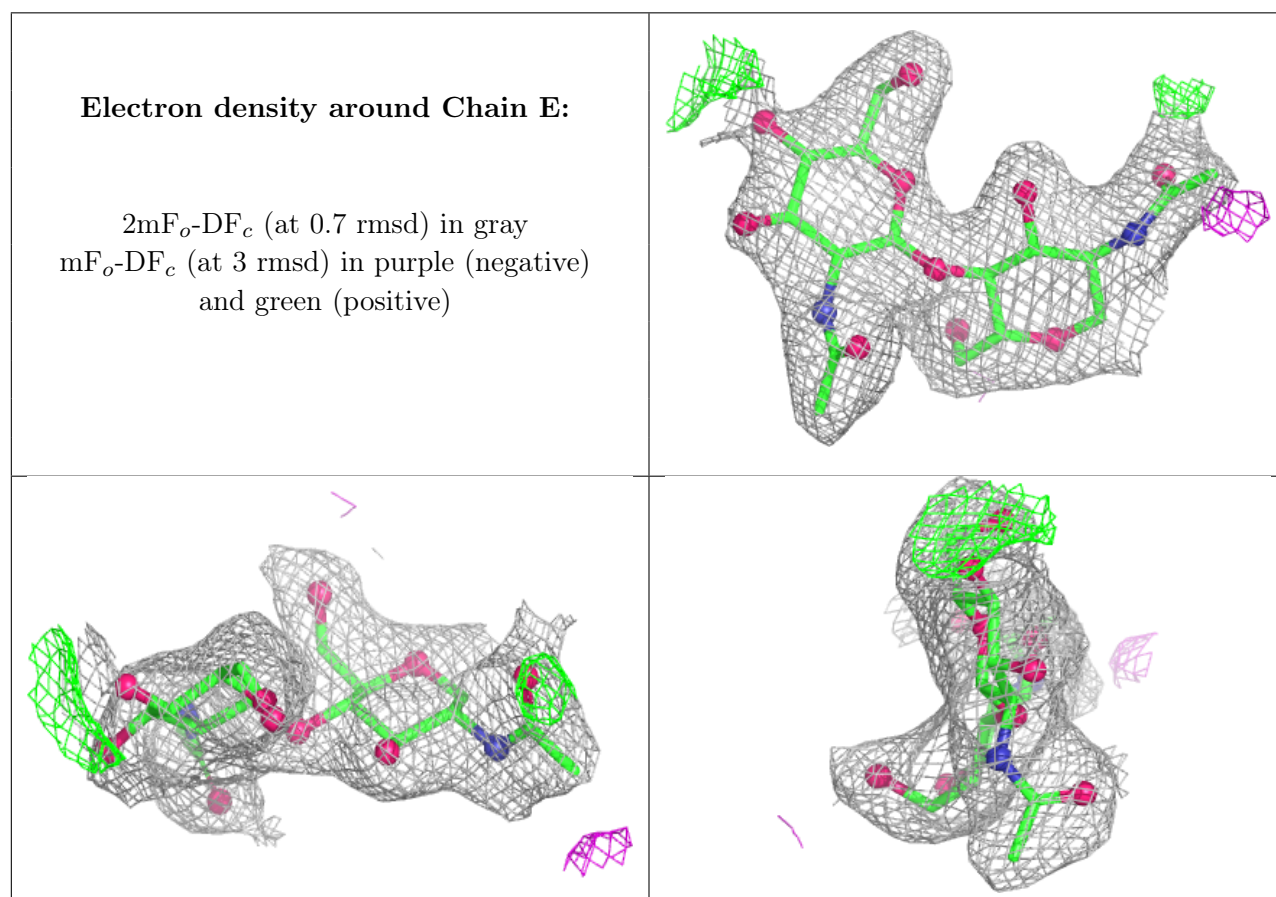 Electron density around Chain E:
2mFₒ-DF𝒸 (at 0.7 rmsd) in gray
mFₒ-DF𝒸 (at 3 rmsd) in purple (negative)
and green (positive)